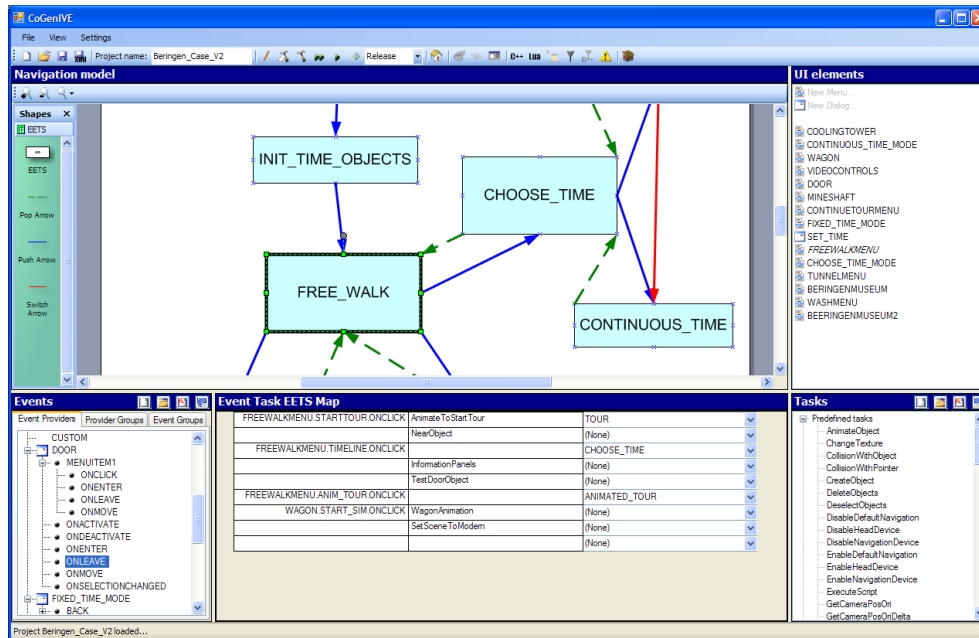 CoGenIVE
File View Settings
Project name: Beringen_Case_V2 Release C++ Lua
Navigation model
Shapes X
EETS
EETS
Pop Arrow
Push Arrow
Switch
Arrow
INIT_TIME_OBJECTS
CHOOSE_TIME
FREE_WALK
CONTINUOUS_TIME
UI elements
New Menu...
New Dialog...
COOLINGTOWER
CONTINUOUS_TIME_MODE
WAGON
VIDEOCONTROLS
DOOR
MINESHAFT
CONTINUETOURMENU
FIXED_TIME_MODE
SET_TIME
FREEWALKMENU
CHOOSE_TIME_MODE
TUNNELMENU
BERINGENMUSEUM
WASHMENU
BEERINGENMUSEUM2
Events
Event Providers Provider Groups Event Groups
CUSTOM
DOOR
MENUITEM1
ONCLICK
ONENTER
ONLEAVE
ONMOVE
ONACTIVATE
ONDEACTIVATE
ONENTER
ONLEAVE
ONMOVE
ONSELECTIONCHANGED
FIXED_TIME_MODE
BACK
Event Task EETS Map
FREEWALKMENU.STARTTOUR.ONCLICK AnimateToStartTour TOUR
NearObject (None)
FREEWALKMENU.TIMELINE.ONCLICK CHOOSE_TIME
InformationPanels (None)
TestDoorObject (None)
FREEWALKMENU.ANIM_TOUR.ONCLICK ANIMATED_TOUR
WAGON.START_SIM.ONCLICK WagonAnimation (None)
SetSceneToModern (None)
(None)
Tasks
Predefined tasks
AnimateObject
ChangeTexture
CollisionWithObject
CollisionWithPointer
CreateObject
DeleteObjects
DeselectObjects
DisableDefaultNavigation
DisableHeadDevice
DisableNavigationDevice
EnableDefaultNavigation
EnableHeadDevice
EnableNavigationDevice
ExecuteScript
GetCameraPosOri
GetCameraPosOriDelta
Project Beringen_Case_V2 loaded...